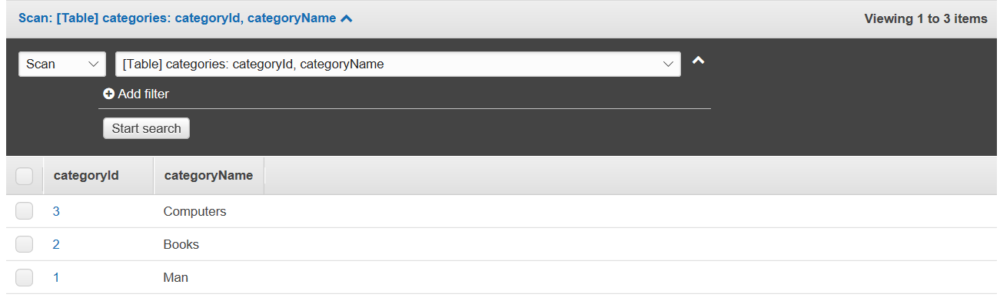 Scan: [Table] categories: categoryId, categoryName
Viewing 1 to 3 items
Scan
[Table] categories: categoryId, categoryName
Add filter
Start search
categoryId categoryName
3 Computers
2 Books
1 Man